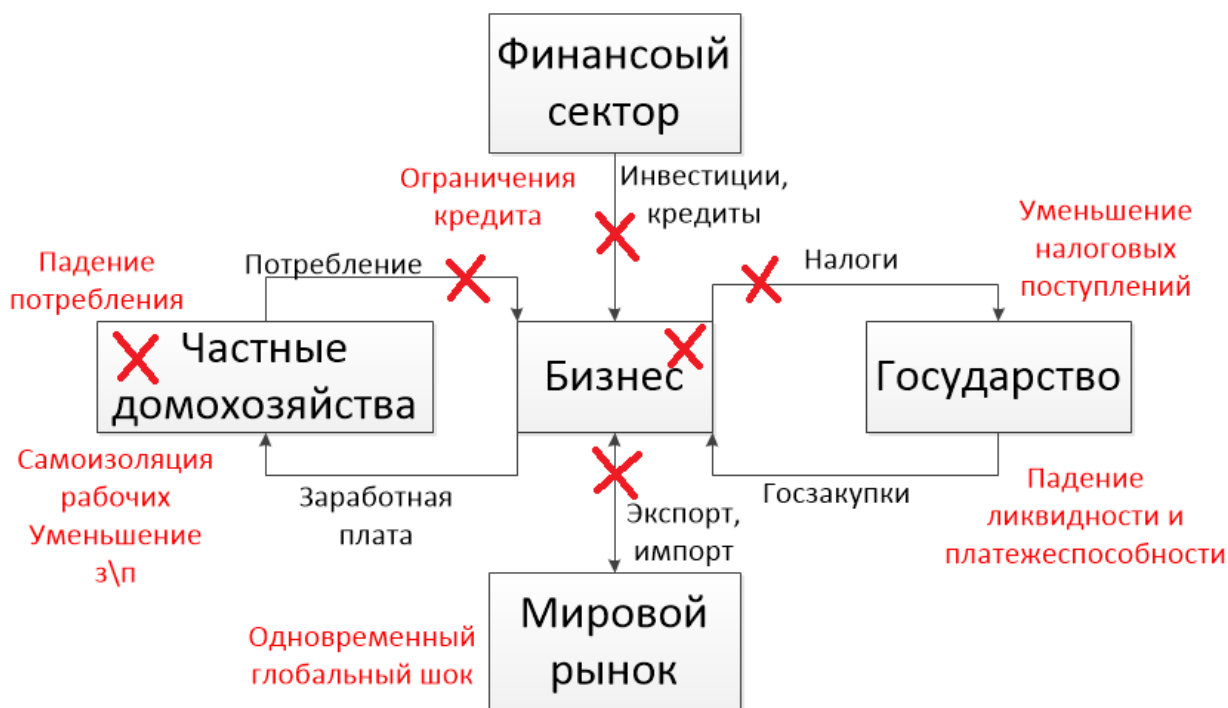 Финансоый
сектор
Ограничения
кредита
Инвестиции,
кредиты
Уменьшение
налоговых
поступлений
Падение
потребления
Потребление
Налоги
Частные
домохозяйства
Бизнес
Государство
Самоизоляция
рабочих
Уменьшение
з\п
Заработная
плата
Госзакупки
Падение
ликвидности и
платежеспособности
Экспорт,
импорт
Одновременный
глобальный шок
Мировой
рынок